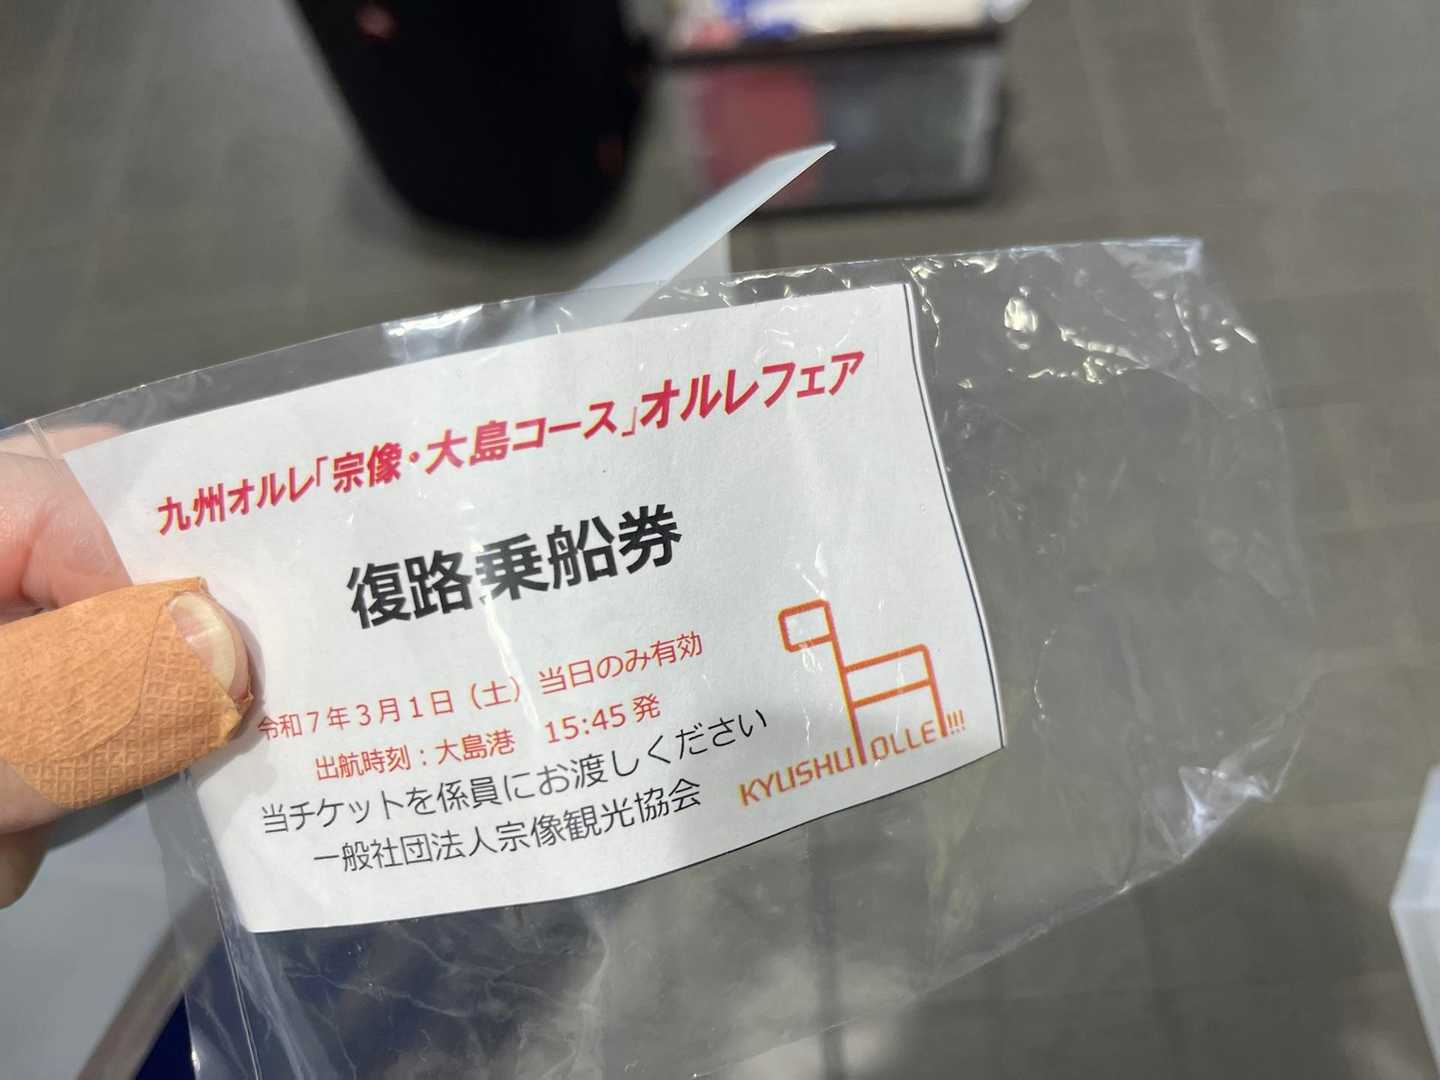 九州オルレ「宗像・大島コース」オルレフェア
復路乗船券
令和7年3月1日（土）当日のみ有効
出航時刻：大島港　15:45発
当チケットを係員にお渡しください
一般社団法人宗像観光協会
KYUSHU OLLE!!!